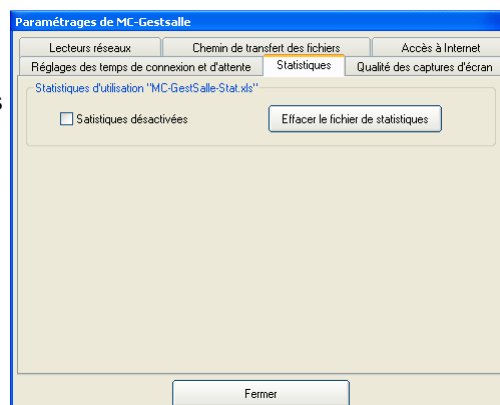 Paramétrages de MC-Gestsalle
Lecteurs réseaux Chemin de transfert des fichiers Accès à Internet
Réglages des temps de connexion et d'attente Statistiques Qualité des captures d'écran
Statistiques d'utilisation "MC-GestSalle-Stat.xls"
s
Satistiques désactivées Effacer le fichier de statistiques
Fermer